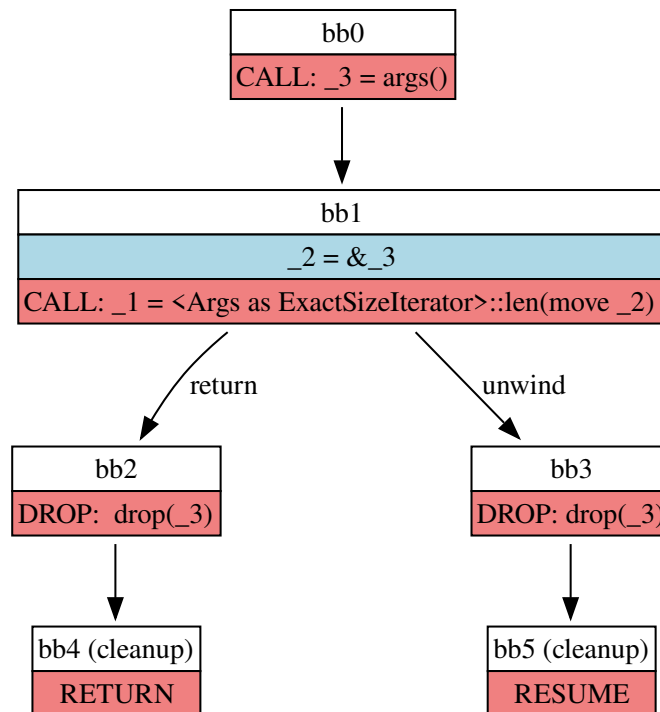 bb0
CALL: _3 = args()
bb1
_2 = &_3
CALL: _1 = <Args as ExactSizeIterator>::len(move _2)
return
unwind
bb2
bb3
DROP:  drop(_3)
DROP: drop(_3)
bb4 (cleanup)
bb5 (cleanup)
RETURN
RESUME